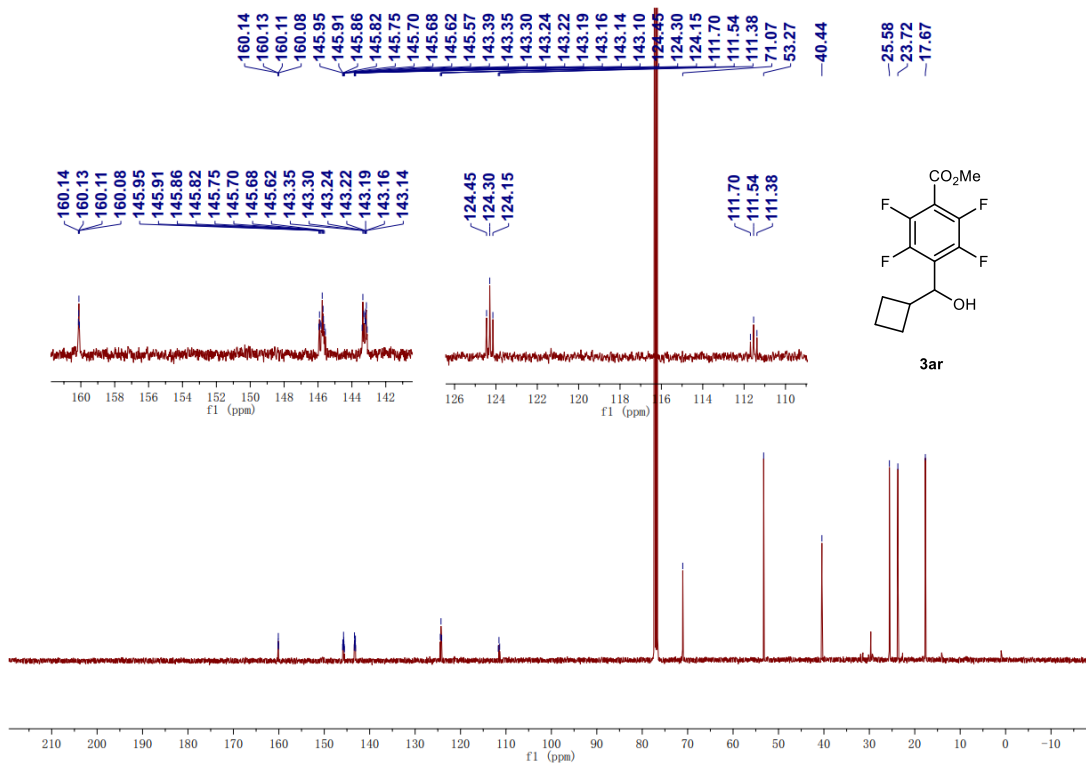 160.14 160.13 160.11 160.08 145.95 145.91 145.86 145.82 145.75 145.70 145.68 145.62 145.57 143.39 143.35 143.30 143.24 143.22 143.19 143.16 143.14 143.10 124.45 124.30 124.15 111.70 111.54 111.38 71.07 53.27 40.44 25.58 23.72 17.67
160.14 160.13 160.11 160.08 145.95 145.91 145.86 145.82 145.75 145.70 145.68 145.62 143.35 143.30 143.24 143.22 143.19 143.16 143.14
124.45 124.30 124.15
111.70 111.54 111.38
CO2Me
F F
F F
OH
3ar
160 158 156 154 152 150 148 146 144 142
f1 (ppm)
126 124 122 120 118 116 114 112 110
f1 (ppm)
210 200 190 180 170 160 150 140 130 120 110 100 90 80 70 60 50 40 30 20 10 0 -10
f1 (ppm)